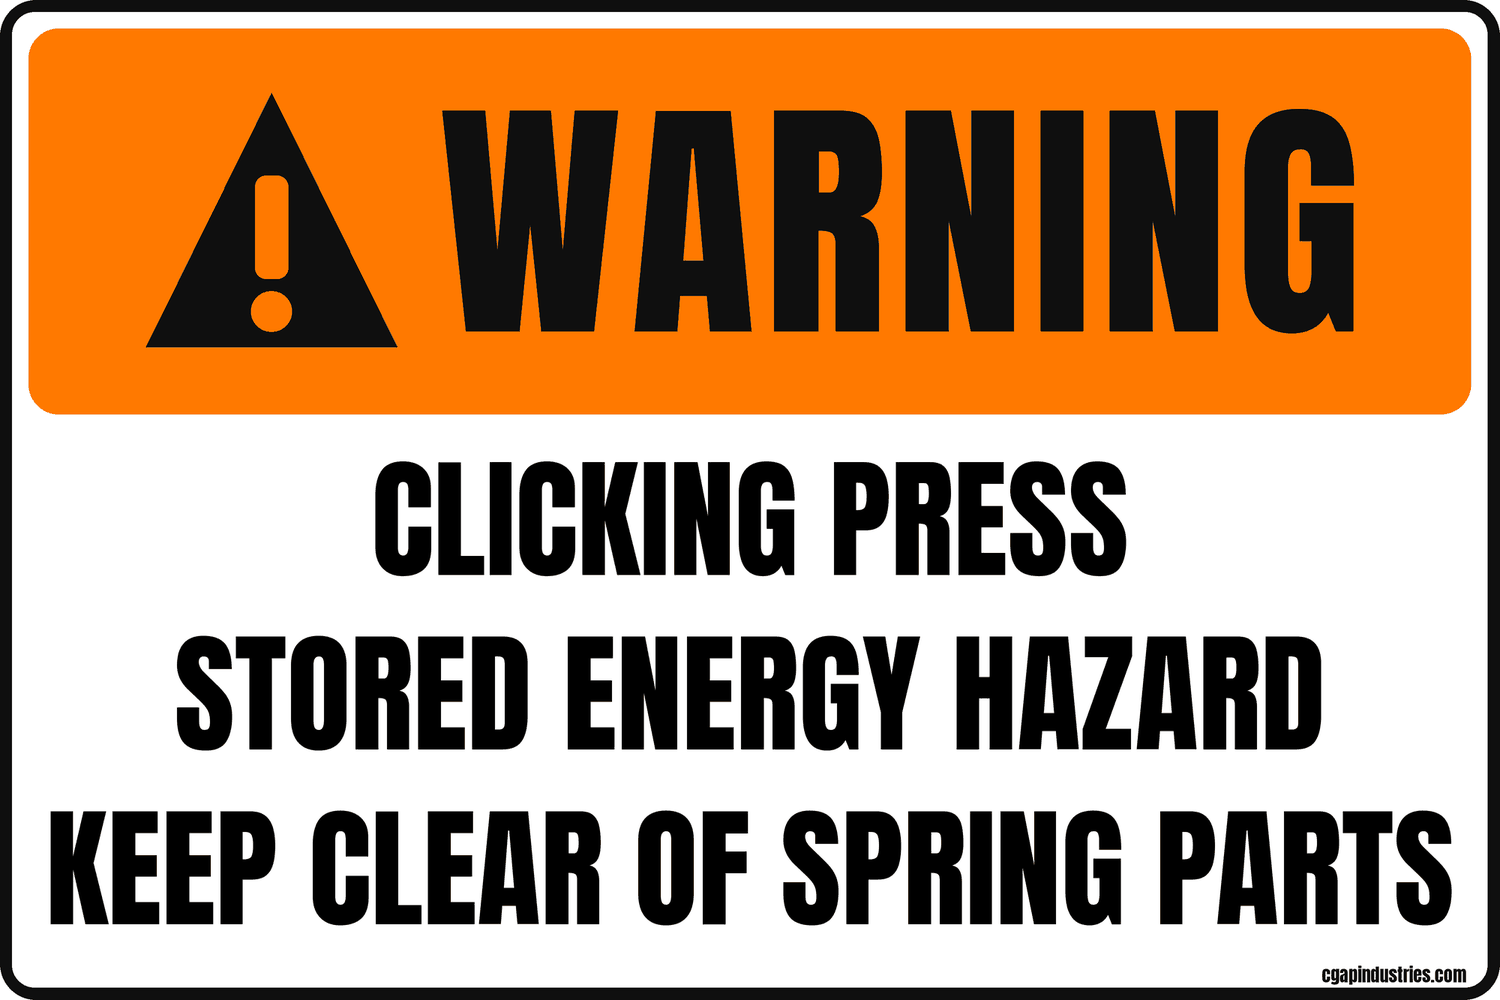 WARNING
CLICKING PRESS
STORED ENERGY HAZARD
KEEP CLEAR OF SPRING PARTS
cgapindustries.com